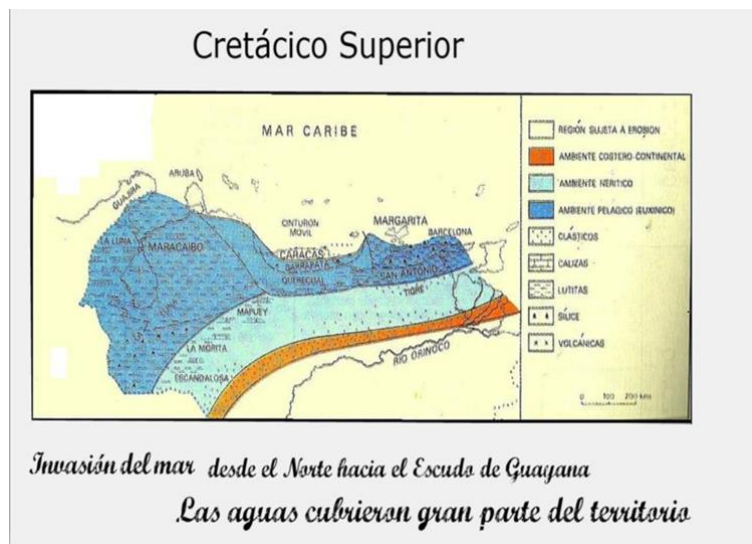 Cretácico Superior
MAR CARIBE
GUAJIRA
ARUBA
LA LUNA
MARACAIBO
CINTURON
MOVIL
CARACAS
MARGARITA
BARCELONA
QUERECUAL
SAN ANTONIO
TIGRE
MAPUEY
LA MORITA
ESCANDALOSA
RIO ORINOCO
REGIÓN SUJETA A EROSION
AMBIENTE COSTERO-CONTINENTAL
AMBIENTE NERITICO
AMBIENTE PELAGICO (EUXINICO)
CLÁSTICOS
CALIZAS
LUTITAS
SILICE
VOLCÁNICAS
0 100 200 km
Invasión del mar desde el Norte hacia el Escudo de Guayana
Las aguas cubrieron gran parte del territorio